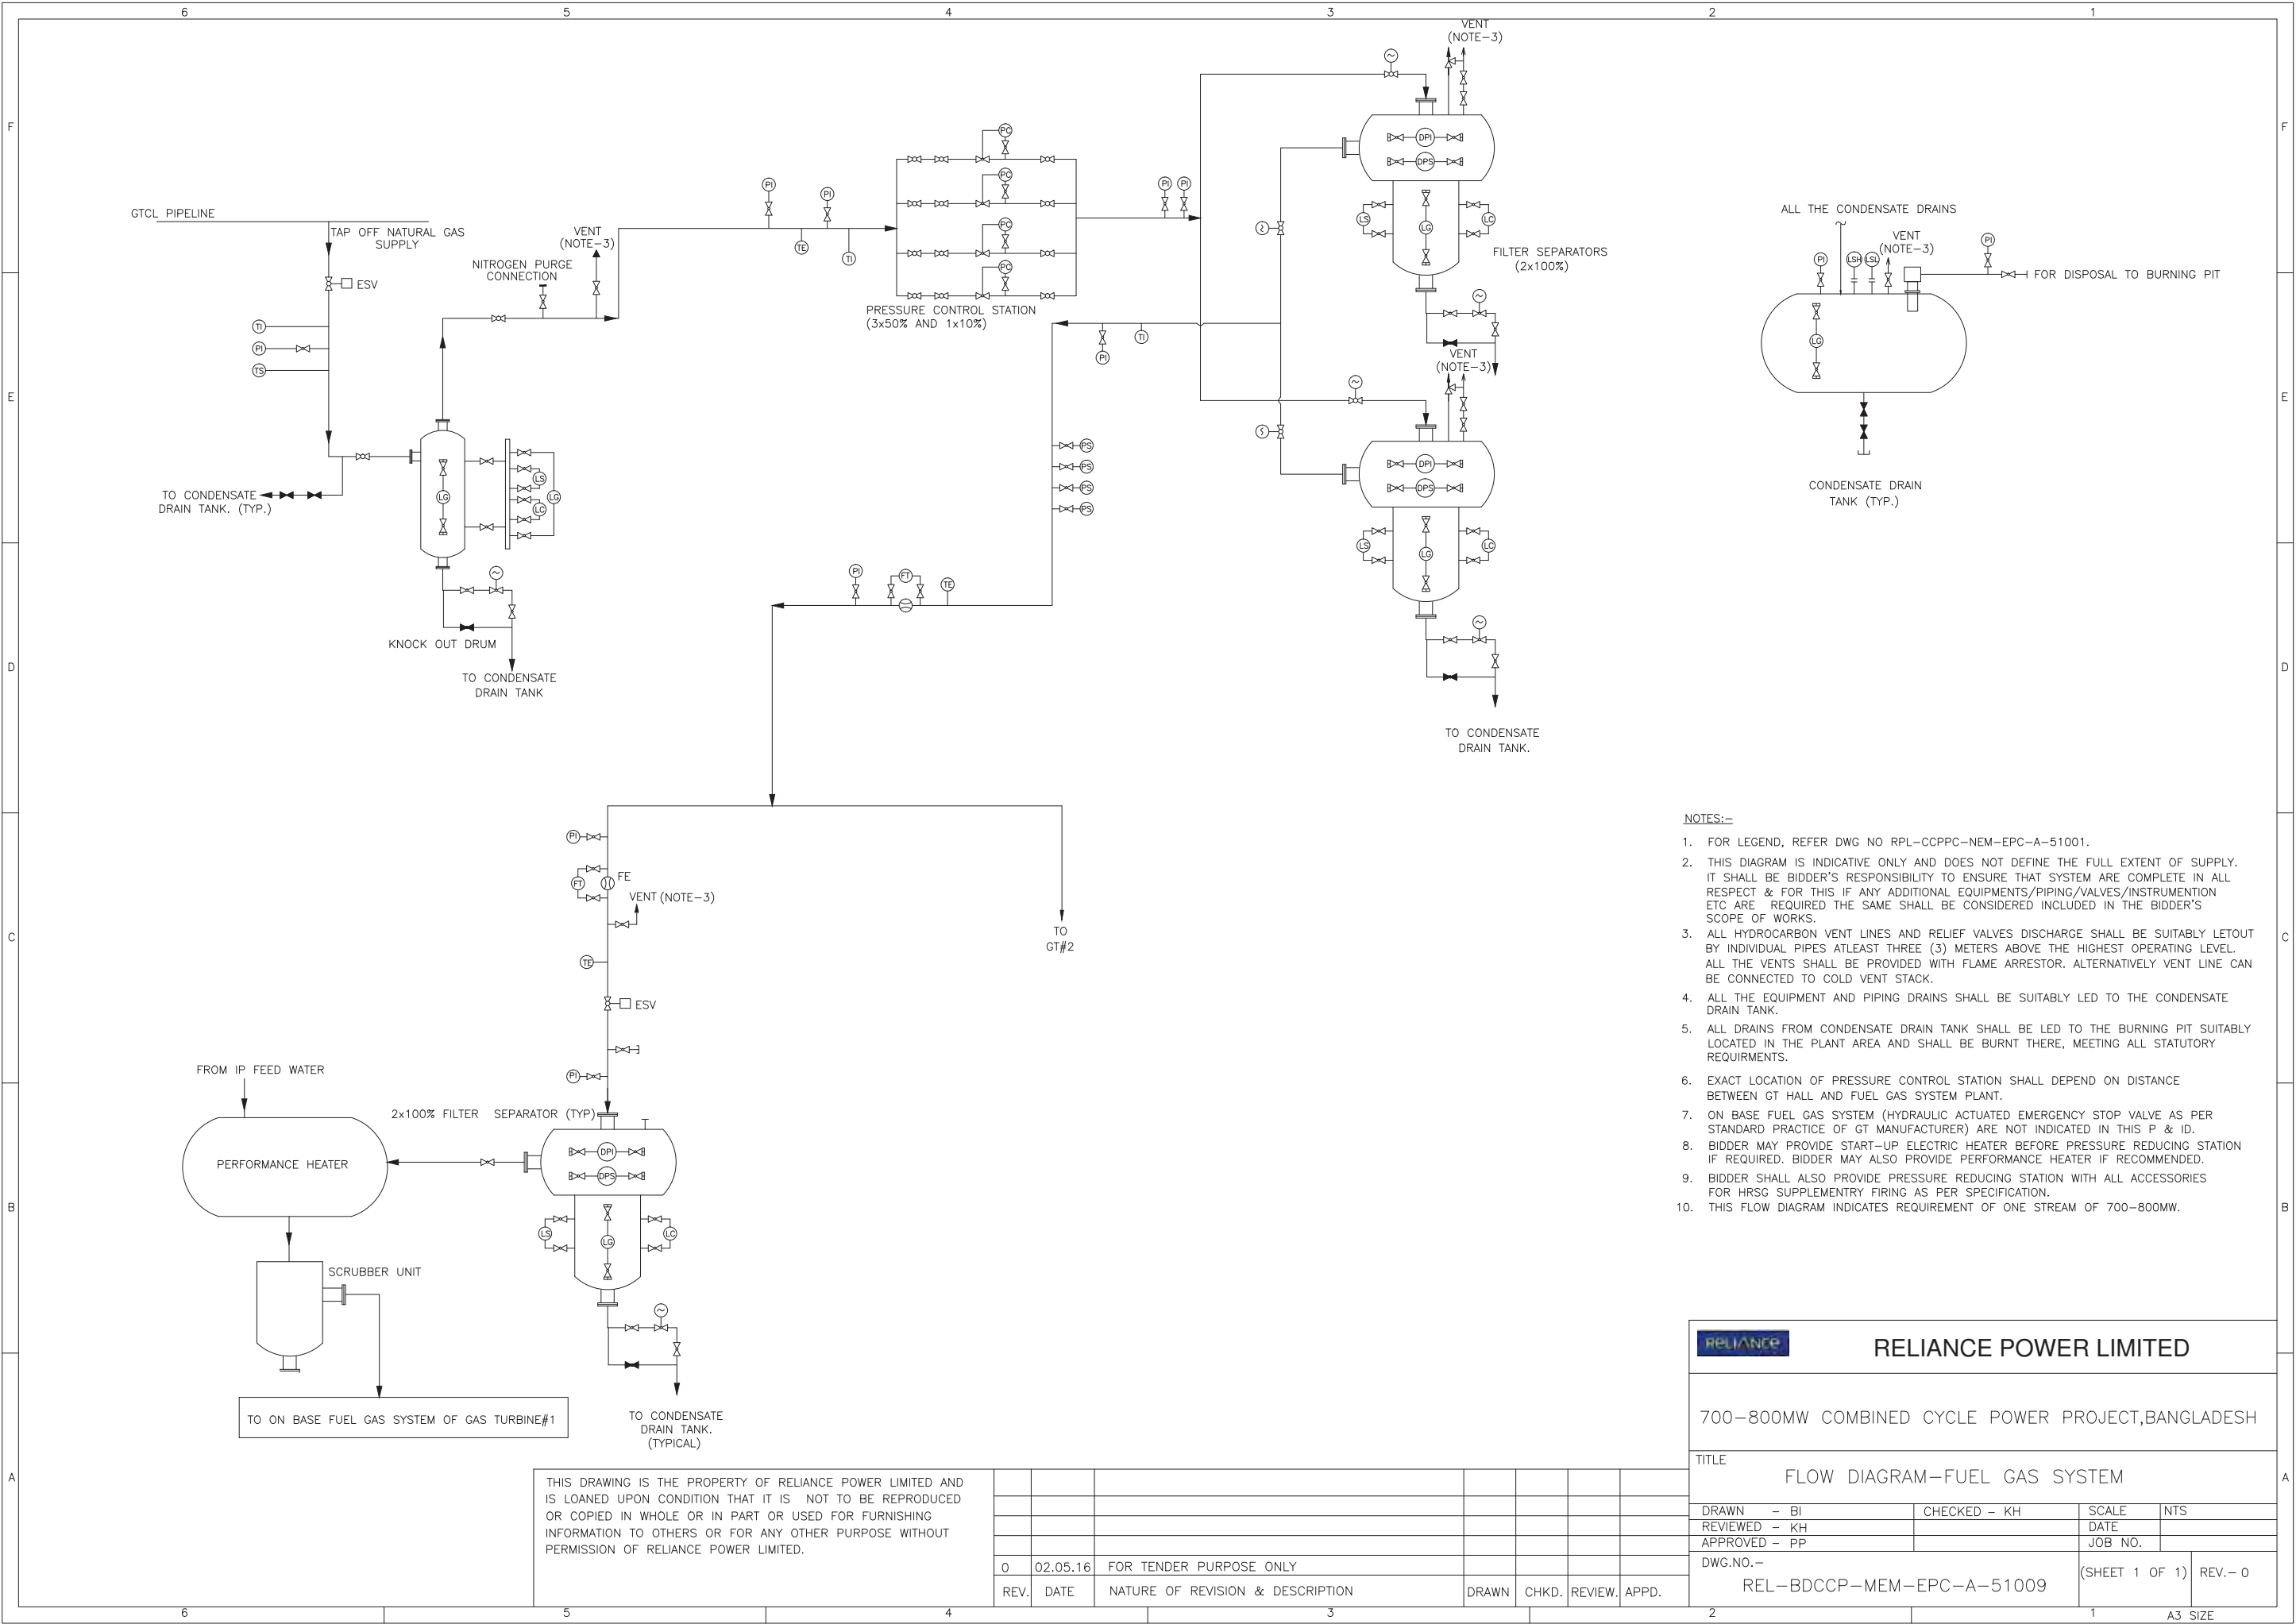 6 5 4 3 2 1
F
E
D
C
B
A
F
E
D
C
B
A
GTCL PIPELINE
TAP OFF NATURAL GAS
SUPPLY
ESV
TI
PI
TS
TO CONDENSATE
DRAIN TANK. (TYP.)
NITROGEN PURGE
CONNECTION
VENT
(NOTE-3)
LG
LS
LC
LG
KNOCK OUT DRUM
TO CONDENSATE
DRAIN TANK
PI
PI
TE
TI
PC
PC
PC
PC
PRESSURE CONTROL STATION
(3x50% AND 1x10%)
PI PI
VENT
(NOTE-3)
DPI
DPS
LS
LG
LC
FILTER SEPARATORS
(2x100%)
PI
TI
VENT
(NOTE-3)
DPI
DPS
LS
LG
LC
TO CONDENSATE
DRAIN TANK.
PS
PS
PS
PS
PI
FT
TE
ALL THE CONDENSATE DRAINS
VENT
(NOTE-3)
PI
LSH
LSL
PI
FOR DISPOSAL TO BURNING PIT
LG
CONDENSATE DRAIN
TANK (TYP.)
PI
FT
FE
VENT (NOTE-3)
TE
ESV
PI
TO
GT#2
FROM IP FEED WATER
2x100% FILTER SEPARATOR (TYP)
PERFORMANCE HEATER
DPI
DPS
LS
LG
LC
SCRUBBER UNIT
TO ON BASE FUEL GAS SYSTEM OF GAS TURBINE#1
TO CONDENSATE
DRAIN TANK.
(TYPICAL)
NOTES:-
1. FOR LEGEND, REFER DWG NO RPL-CCPPC-NEM-EPC-A-51001.
2. THIS DIAGRAM IS INDICATIVE ONLY AND DOES NOT DEFINE THE FULL EXTENT OF SUPPLY.
IT SHALL BE BIDDER'S RESPONSIBILITY TO ENSURE THAT SYSTEM ARE COMPLETE IN ALL
RESPECT & FOR THIS IF ANY ADDITIONAL EQUIPMENTS/PIPING/VALVES/INSTRUMENTION
ETC ARE REQUIRED THE SAME SHALL BE CONSIDERED INCLUDED IN THE BIDDER'S
SCOPE OF WORKS.
3. ALL HYDROCARBON VENT LINES AND RELIEF VALVES DISCHARGE SHALL BE SUITABLY LETOUT
BY INDIVIDUAL PIPES ATLEAST THREE (3) METERS ABOVE THE HIGHEST OPERATING LEVEL.
ALL THE VENTS SHALL BE PROVIDED WITH FLAME ARRESTOR. ALTERNATIVELY VENT LINE CAN
BE CONNECTED TO COLD VENT STACK.
4. ALL THE EQUIPMENT AND PIPING DRAINS SHALL BE SUITABLY LED TO THE CONDENSATE
DRAIN TANK.
5. ALL DRAINS FROM CONDENSATE DRAIN TANK SHALL BE LED TO THE BURNING PIT SUITABLY
LOCATED IN THE PLANT AREA AND SHALL BE BURNT THERE, MEETING ALL STATUTORY
REQUIRMENTS.
6. EXACT LOCATION OF PRESSURE CONTROL STATION SHALL DEPEND ON DISTANCE
BETWEEN GT HALL AND FUEL GAS SYSTEM PLANT.
7. ON BASE FUEL GAS SYSTEM (HYDRAULIC ACTUATED EMERGENCY STOP VALVE AS PER
STANDARD PRACTICE OF GT MANUFACTURER) ARE NOT INDICATED IN THIS P & ID.
8. BIDDER MAY PROVIDE START-UP ELECTRIC HEATER BEFORE PRESSURE REDUCING STATION
IF REQUIRED. BIDDER MAY ALSO PROVIDE PERFORMANCE HEATER IF RECOMMENDED.
9. BIDDER SHALL ALSO PROVIDE PRESSURE REDUCING STATION WITH ALL ACCESSORIES
FOR HRSG SUPPLEMENTRY FIRING AS PER SPECIFICATION.
10. THIS FLOW DIAGRAM INDICATES REQUIREMENT OF ONE STREAM OF 700-800MW.
RELIANCE
RELIANCE POWER LIMITED
700-800MW COMBINED CYCLE POWER PROJECT,BANGLADESH
TITLE
FLOW DIAGRAM-FUEL GAS SYSTEM
DRAWN - BI CHECKED - KH SCALE NTS
REVIEWED - KH DATE
APPROVED - PP JOB NO.
DWG.NO.-
REL-BDCCP-MEM-EPC-A-51009
(SHEET 1 OF 1) REV.- 0
THIS DRAWING IS THE PROPERTY OF RELIANCE POWER LIMITED AND
IS LOANED UPON CONDITION THAT IT IS NOT TO BE REPRODUCED
OR COPIED IN WHOLE OR IN PART OR USED FOR FURNISHING
INFORMATION TO OTHERS OR FOR ANY OTHER PURPOSE WITHOUT
PERMISSION OF RELIANCE POWER LIMITED.
0 02.05.16 FOR TENDER PURPOSE ONLY
REV. DATE NATURE OF REVISION & DESCRIPTION DRAWN CHKD. REVIEW. APPD.
6 5 4 3 2 1
A3 SIZE